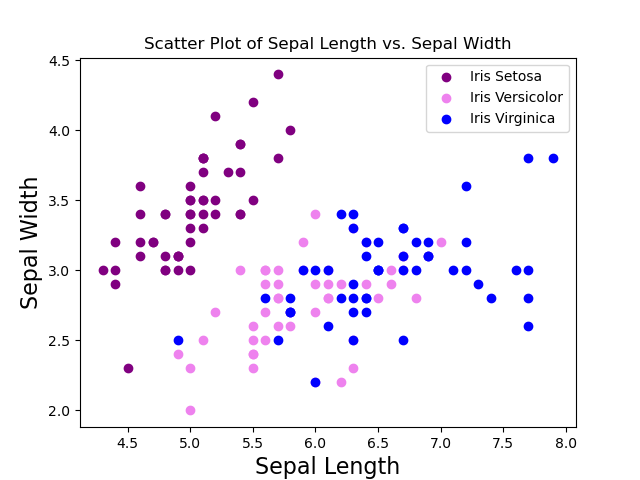 Scatter Plot of Sepal Length vs. Sepal Width
Iris Setosa
Iris Versicolor
Iris Virginica
Sepal Width
4.5
4.0
3.5
3.0
2.5
2.0
4.5 5.0 5.5 6.0 6.5 7.0 7.5 8.0
Sepal Length